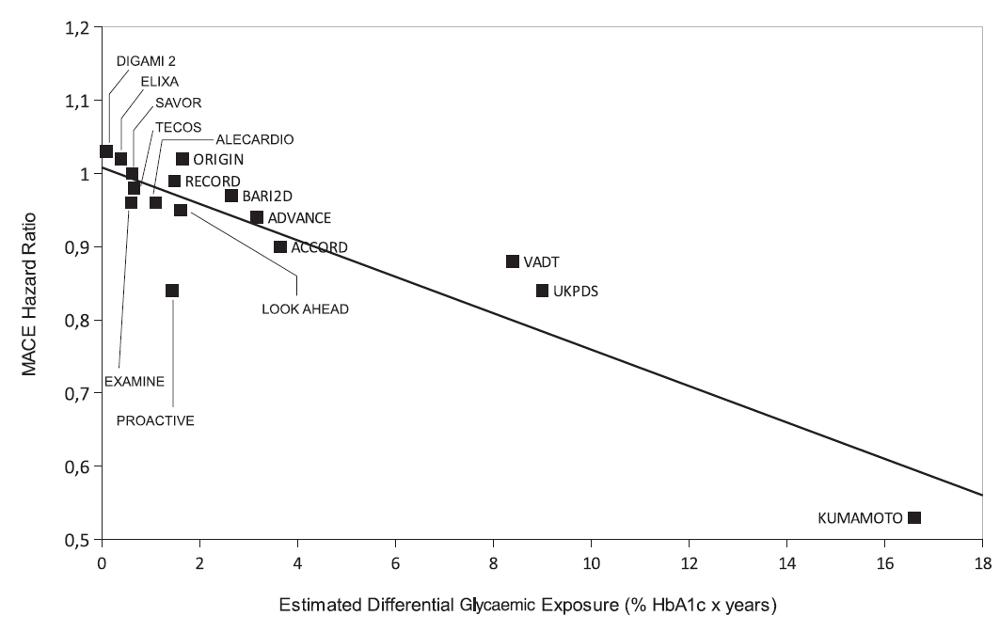 1,2
DIGAMI 2
ELIXA
1,1
SAVOR
TECOS
ALECARDIO
ORIGIN
1
RECORD
BARI2D
ADVANCE
0,9
ACCORD
VADT
UKPDS
LOOK AHEAD
0,8
EXAMINE
0,7
PROACTIVE
0,6
KUMAMOTO
0,5
MACE Hazard Ratio
0 2 4 6 8 10 12 14 16 18
Estimated Differential Glycaemic Exposure (% HbA1c x years)